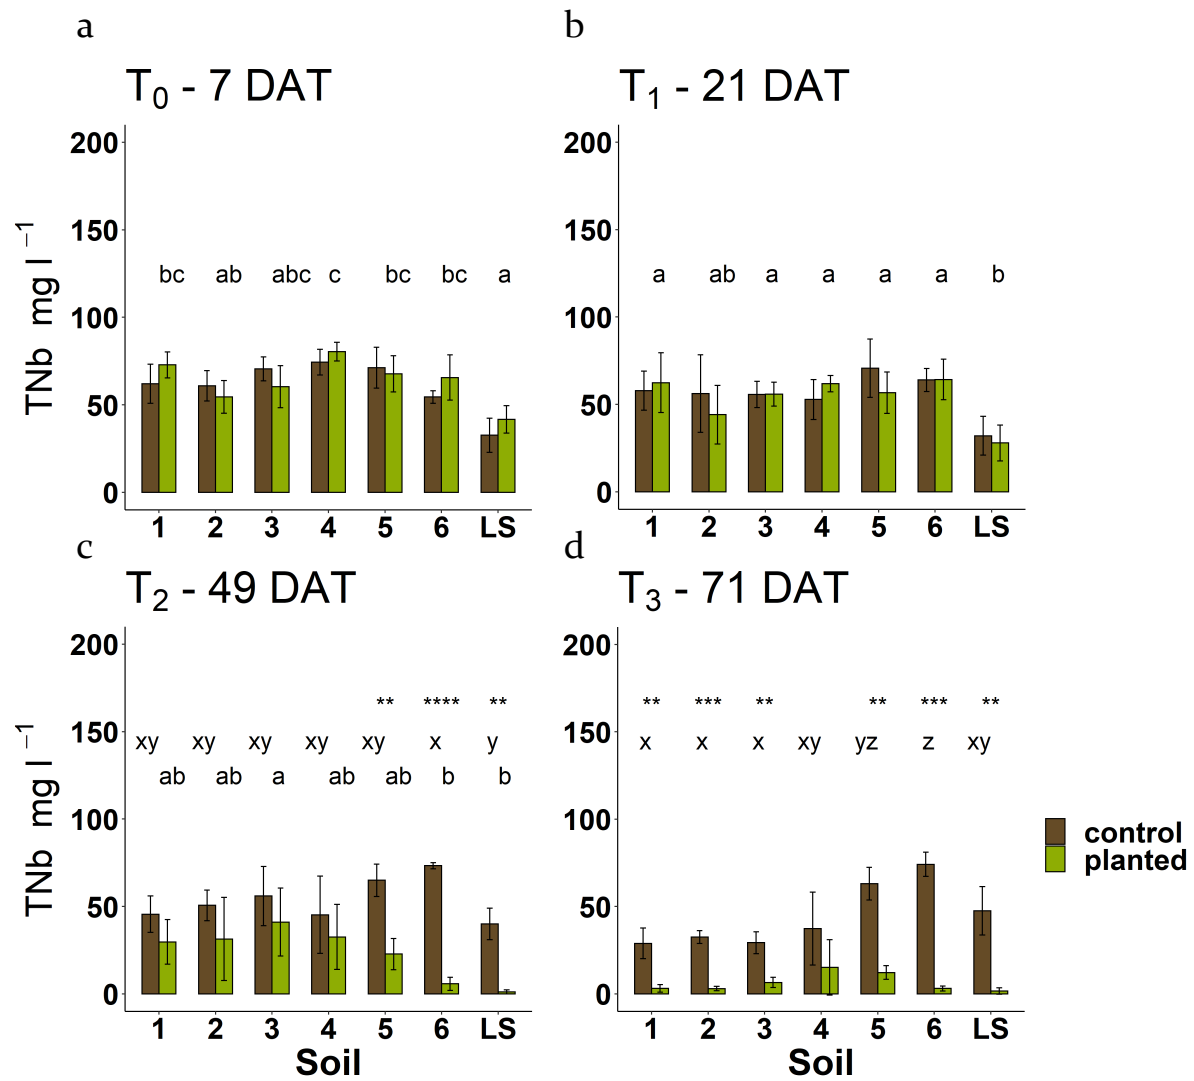 a
T0 - 7 DAT
TNb mg l −1
200
150
100
50
0
bc ab abc c bc bc a
1 2 3 4 5 6 LS
b
T1 - 21 DAT
200
150
100
50
0
a ab a a a a b
1 2 3 4 5 6 LS
c
T2 - 49 DAT
TNb mg l −1
200
150
100
50
0
** **** **
xy xy xy xy xy x y
ab ab a ab ab b b
1 2 3 4 5 6 LS
Soil
d
T3 - 71 DAT
200
150
100
50
0
** *** ** ** *** **
x x x xy yz z xy
1 2 3 4 5 6 LS
Soil
control
planted